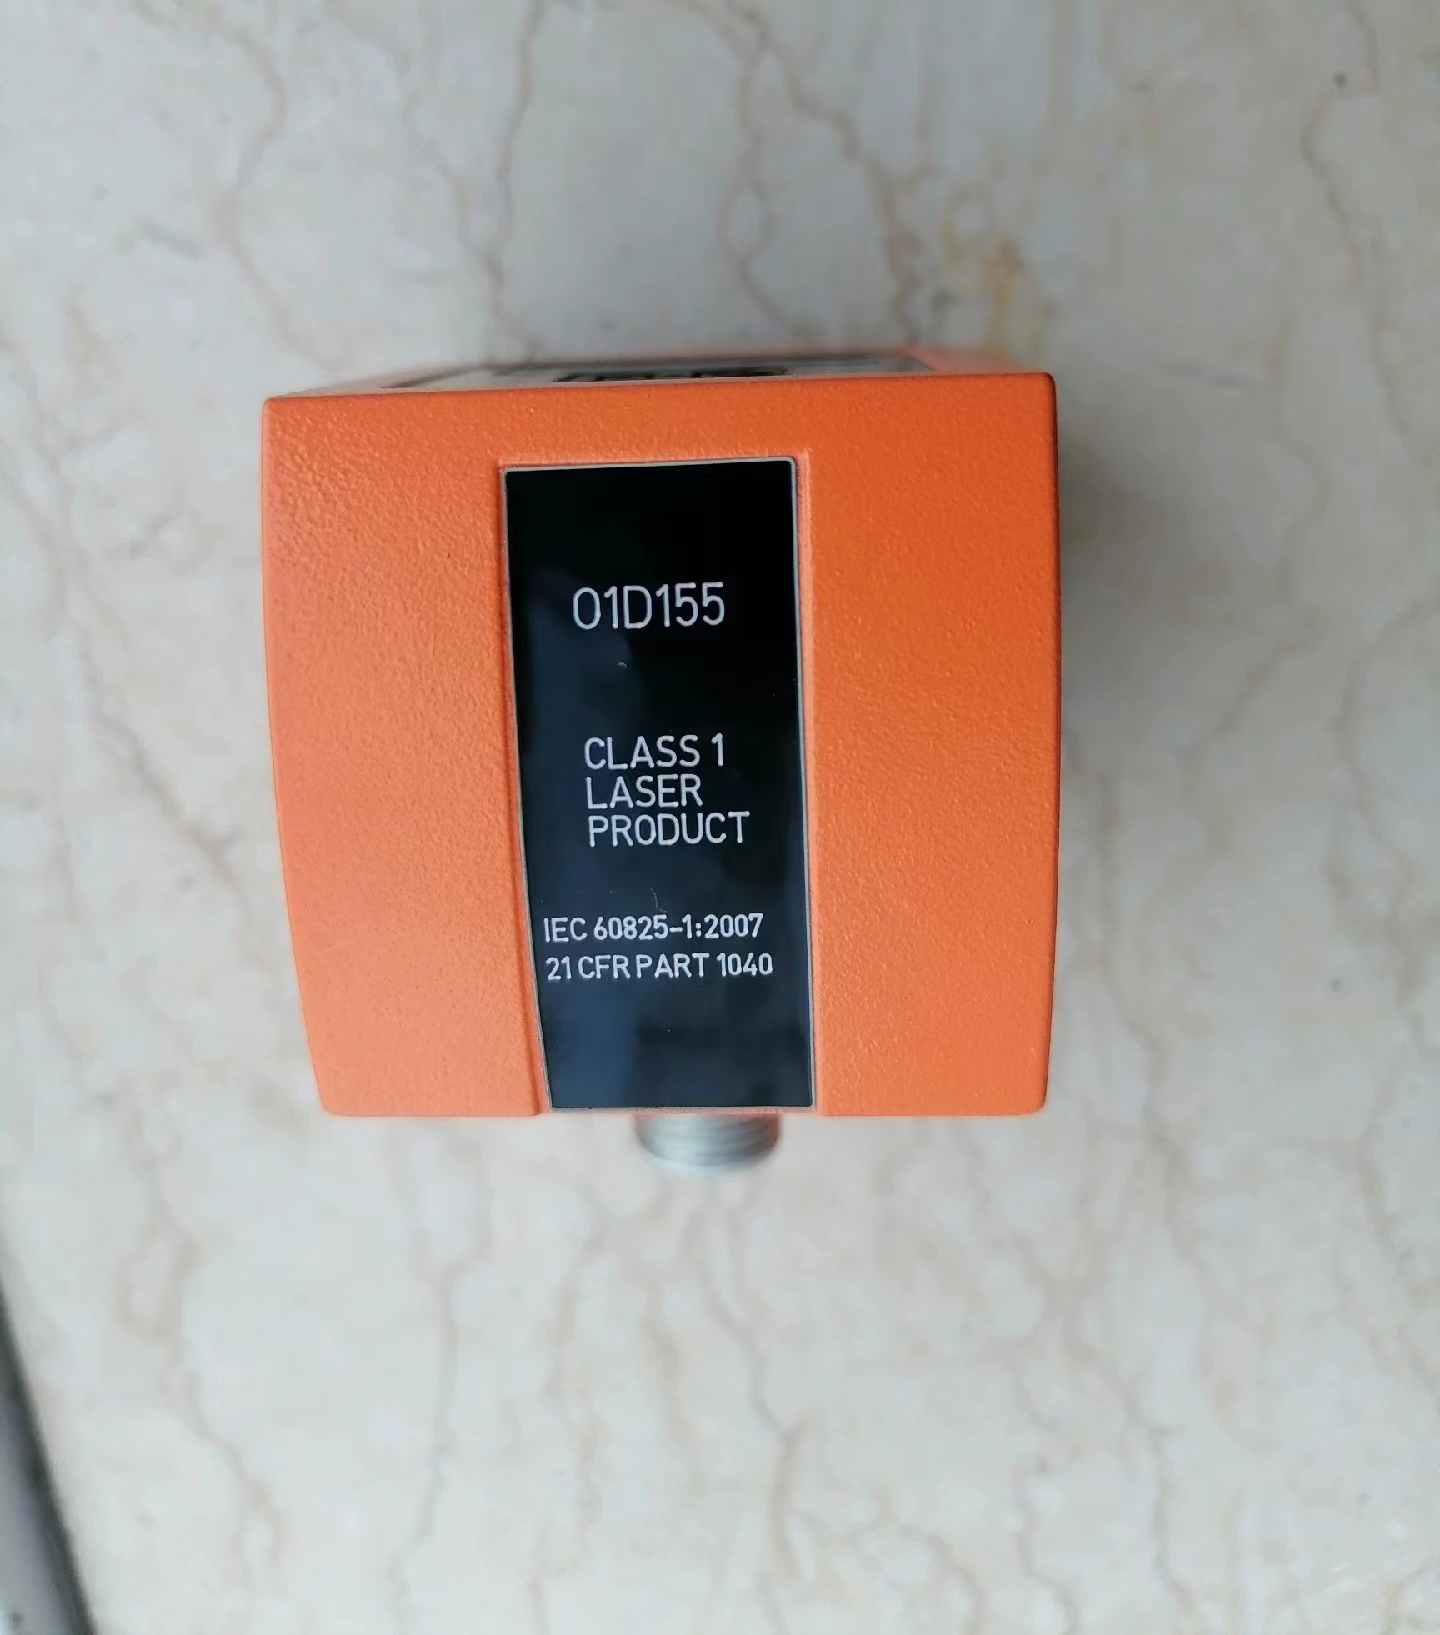 O1D155
CLASS 1
LASER
PRODUCT
IEC 60825-1:2007
21 CFR PART 1040